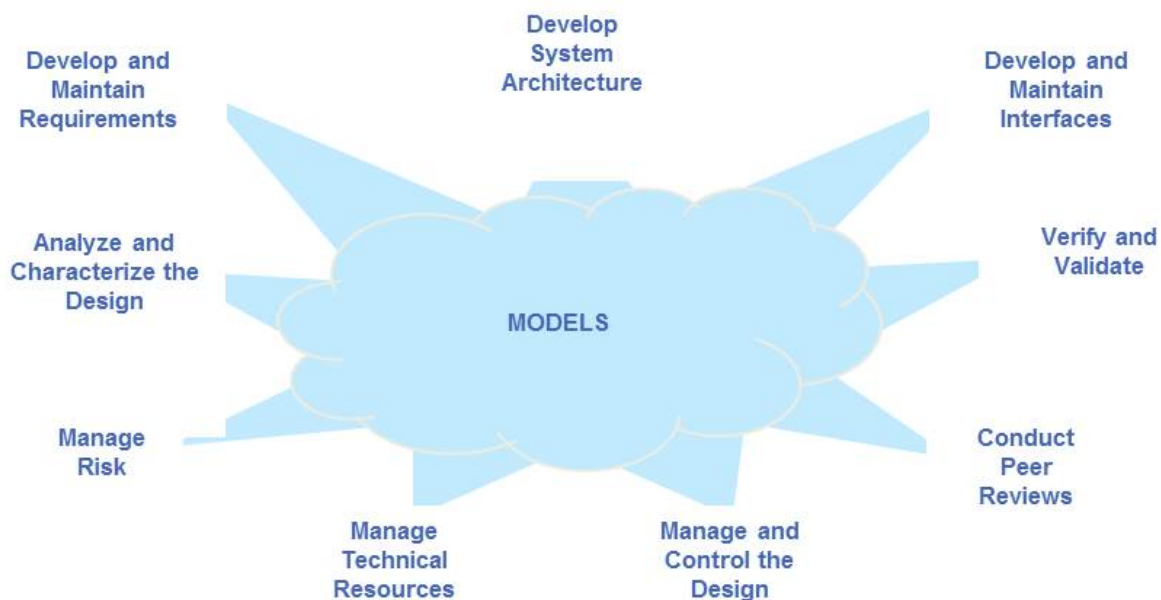 Develop
System
Architecture
Develop and
Maintain
Requirements
Develop and
Maintain
Interfaces
Analyze and
Characterize the
Design
Verify and
Validate
MODELS
Manage
Risk
Conduct
Peer
Reviews
Manage
Technical
Resources
Manage and
Control the
Design